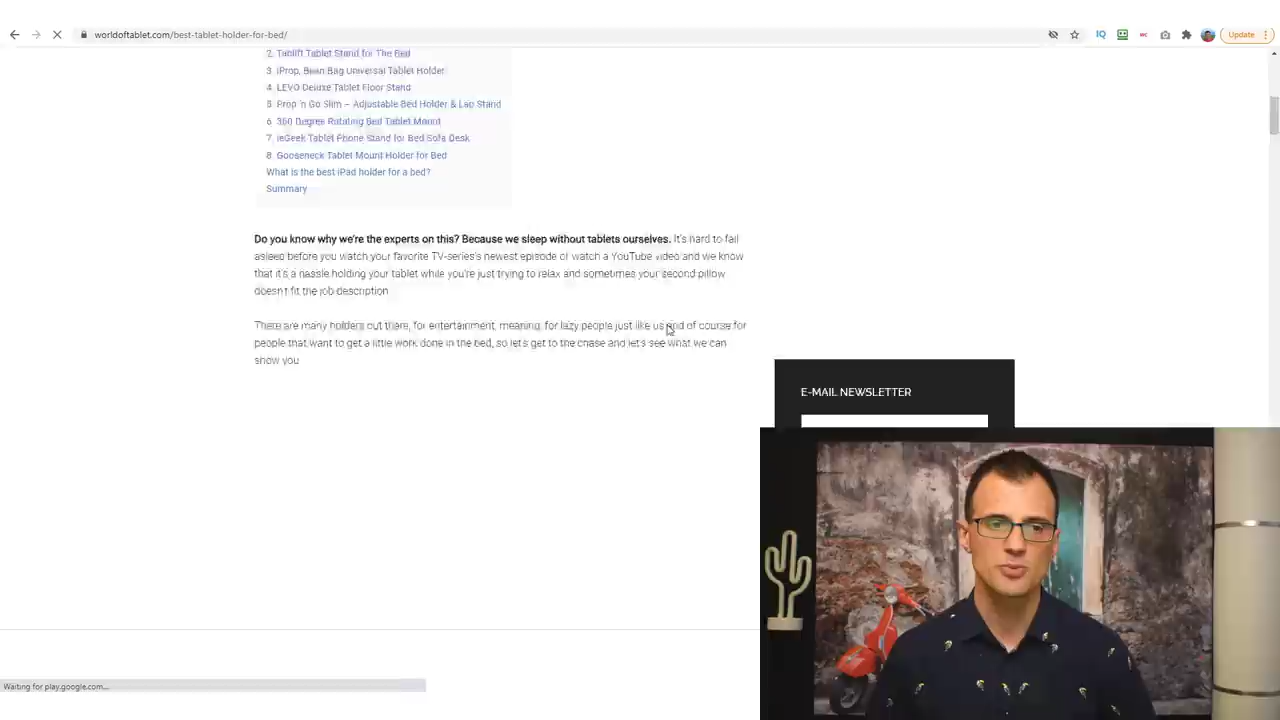 worldoftablet.com/best-tablet-holder-for-bed/
IQ
Update
2 Tablift Tablet Stand for The Bed
3 iProp, Bean Bag Universal Tablet Holder
4 LEVO Deluxe Tablet Floor Stand
5 Prop 'n Go Slim – Adjustable Bed Holder & Lap Stand
6 360 Degree Rotating Bed Tablet Mount
7 ieGeek Tablet Phone Stand for Bed Sofa Desk
8 Gooseneck Tablet Mount Holder for Bed
What is the best iPad holder for a bed?
Summary
Do you know why we're the experts on this? Because we sleep without tablets ourselves. It's hard to fall
asleep before you watch your favorite TV-series's newest episode of watch a YouTube video and we know
that it's a hassle holding your tablet while you're just trying to relax and sometimes your second pillow
doesn't fit the job description
There are many holders out there, for entertainment, meaning, for lazy people just like us and of course for
people that want to get a little work done in the bed, so let's get to the chase and let's see what we can
show you
E-MAIL NEWSLETTER
Waiting for play.google.com...